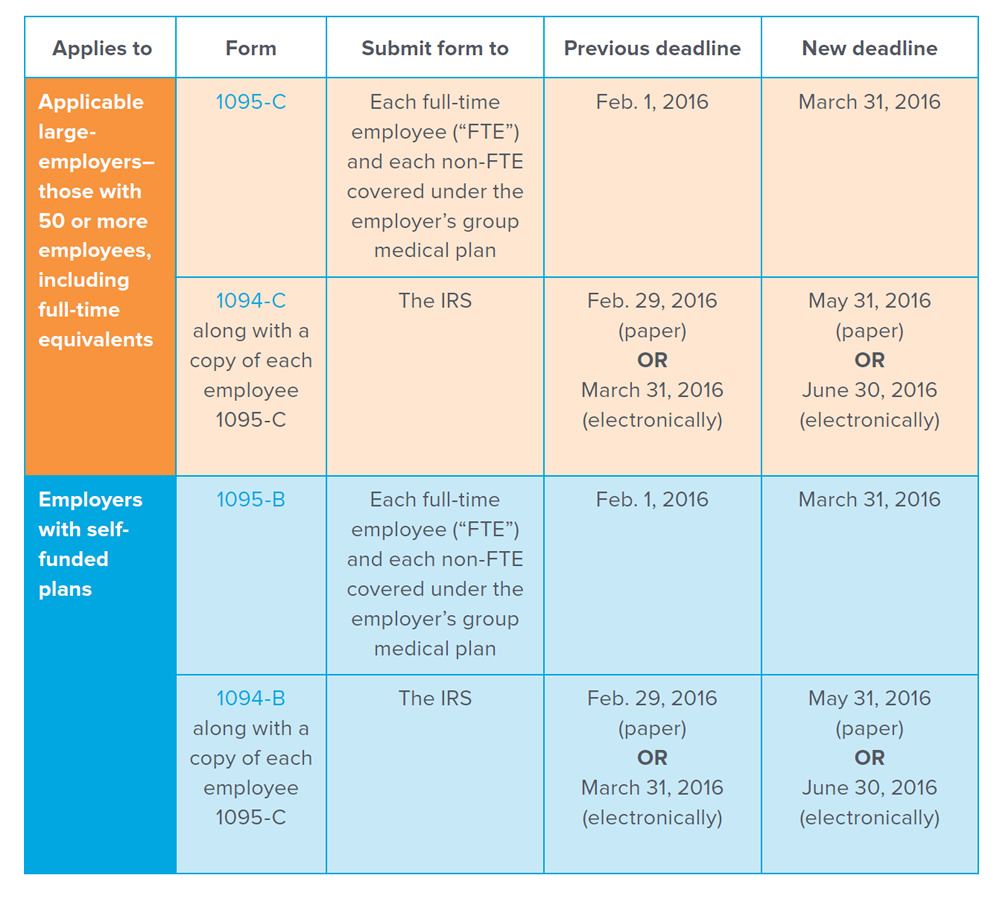 Applies to
Form
Submit form to
Previous deadline
New deadline
Applicable
large-
employers–
those with
50 or more
employees,
including
full-time
equivalents
1095-C
Each full-time
employee (“FTE”)
and each non-FTE
covered under the
employer’s group
medical plan
Feb. 1, 2016
March 31, 2016
1094-C
along with a
copy of each
employee
1095-C
The IRS
Feb. 29, 2016
(paper)
OR
March 31, 2016
(electronically)
May 31, 2016
(paper)
OR
June 30, 2016
(electronically)
Employers
with self-
funded
plans
1095-B
Each full-time
employee (“FTE”)
and each non-FTE
covered under the
employer’s group
medical plan
Feb. 1, 2016
March 31, 2016
1094-B
along with a
copy of each
employee
1095-C
The IRS
Feb. 29, 2016
(paper)
OR
March 31, 2016
(electronically)
May 31, 2016
(paper)
OR
June 30, 2016
(electronically)